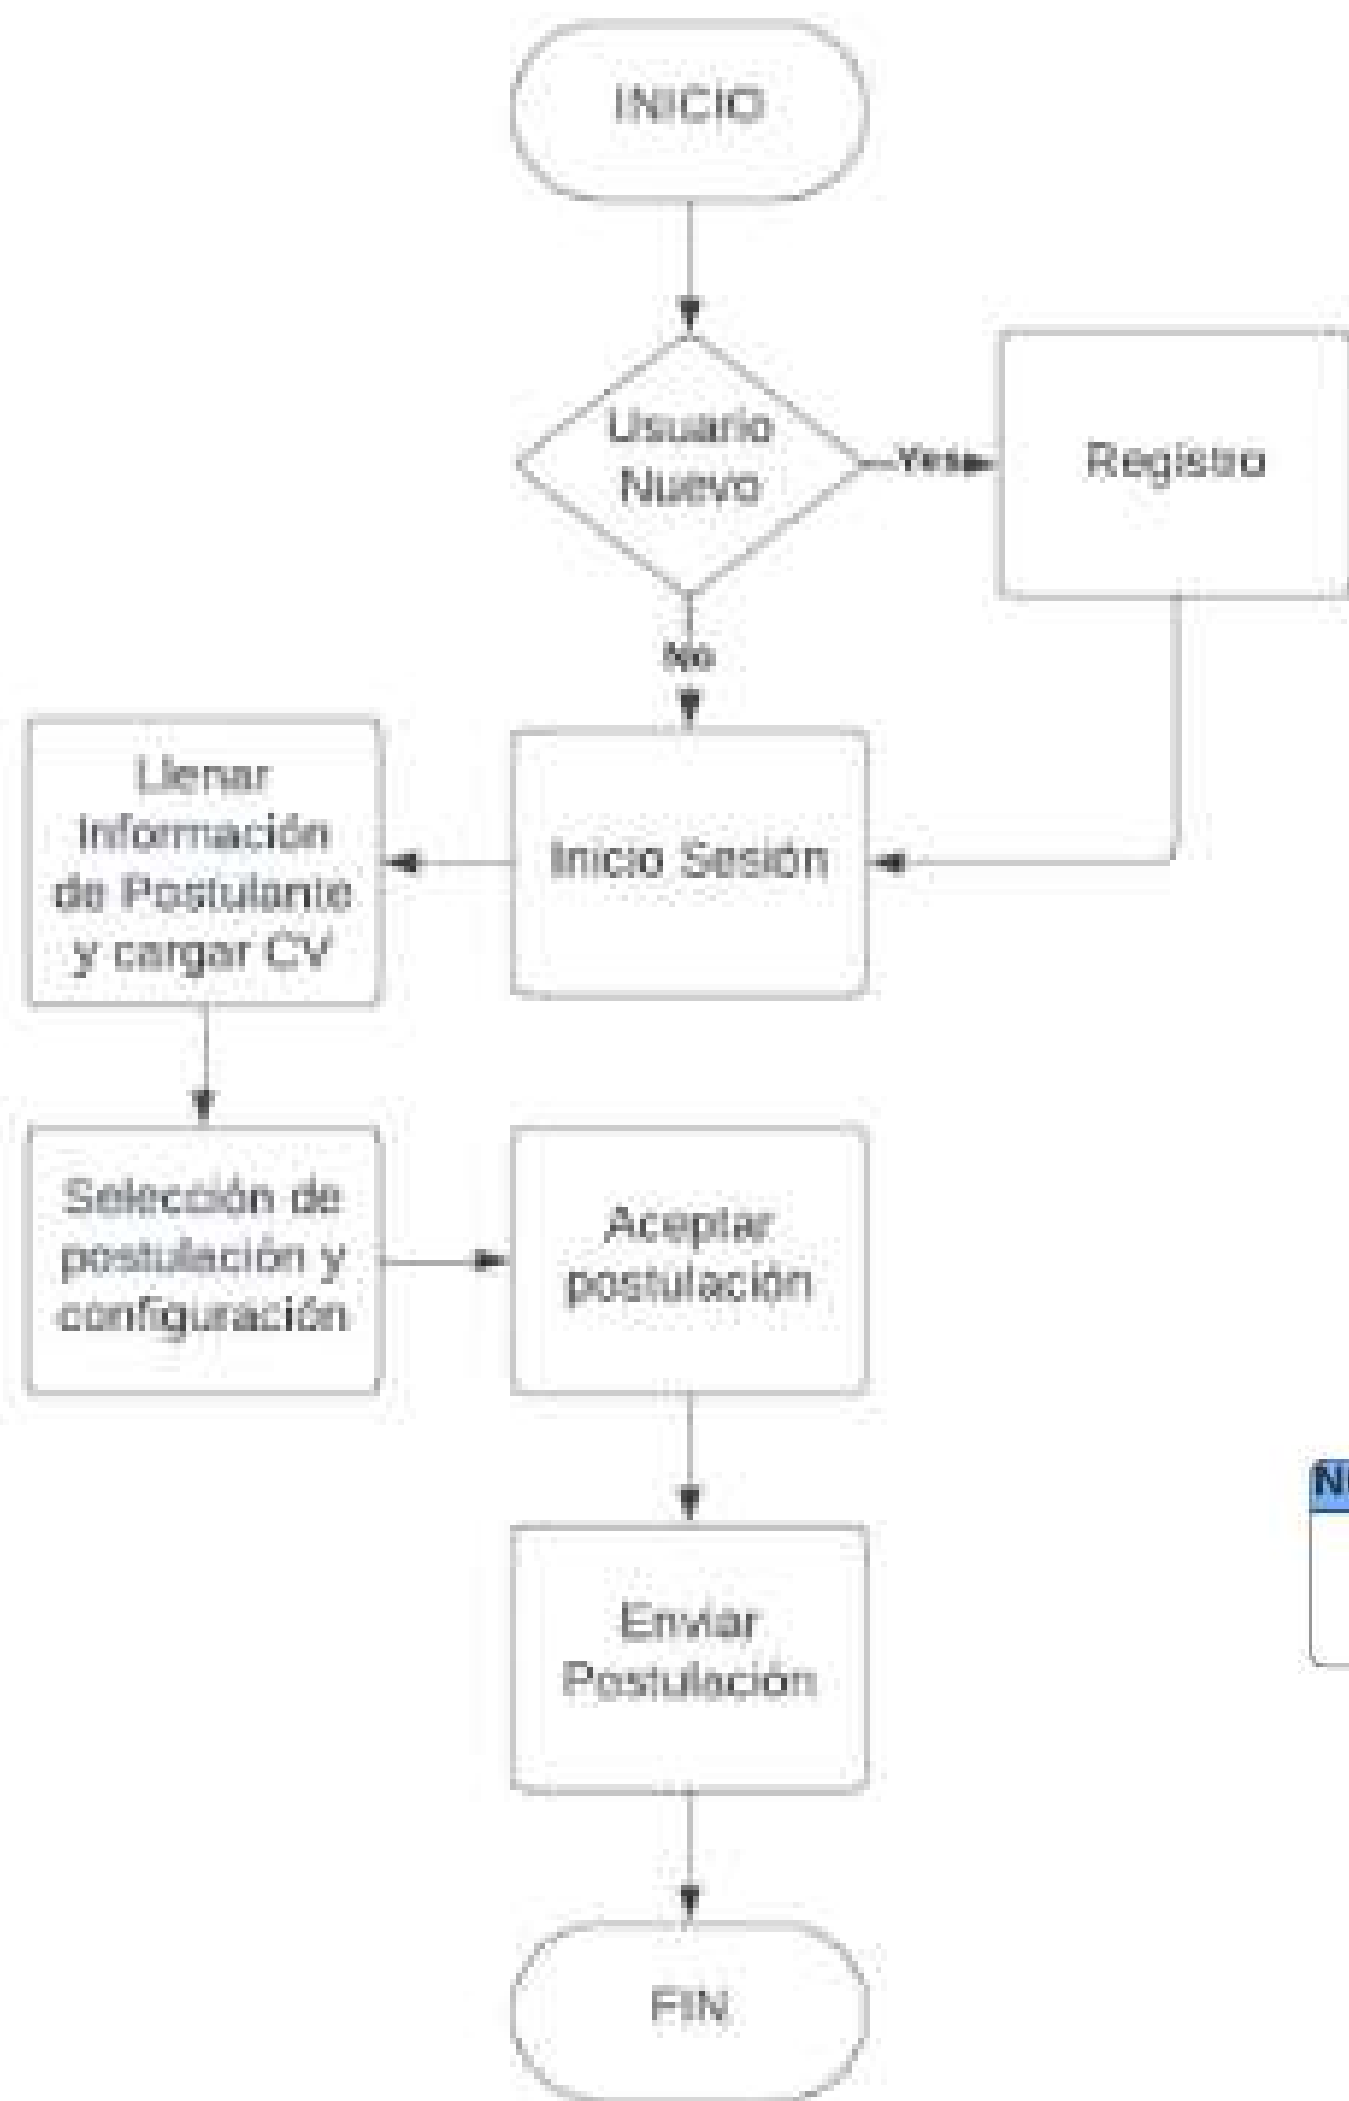 INICIO
Usuario
Nuevo
Yes
Registro
No
Llenar
Información
de Postulante
y cargar CV
Inicio Sesión
Selección de
postulación y
configuración
Aceptar
postulación
Enviar
Postulación
FIN